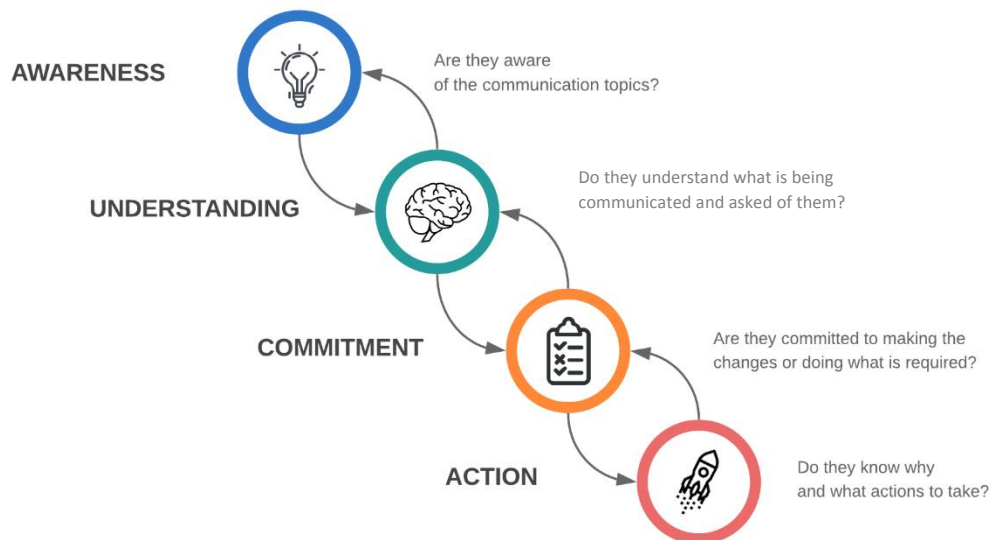 AWARENESS
Are they aware
of the communication topics?
UNDERSTANDING
Do they understand what is being
communicated and asked of them?
COMMITMENT
Are they committed to making the
changes or doing what is required?
ACTION
Do they know why
and what actions to take?